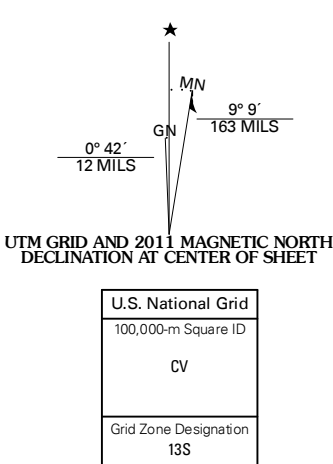 MN
GN
9° 9´
163 MILS
0° 42´
12 MILS
UTM GRID AND 2011 MAGNETIC NORTH
DECLINATION AT CENTER OF SHEET
U.S. National Grid
100,000-m Square ID
CV
Grid Zone Designation
13S